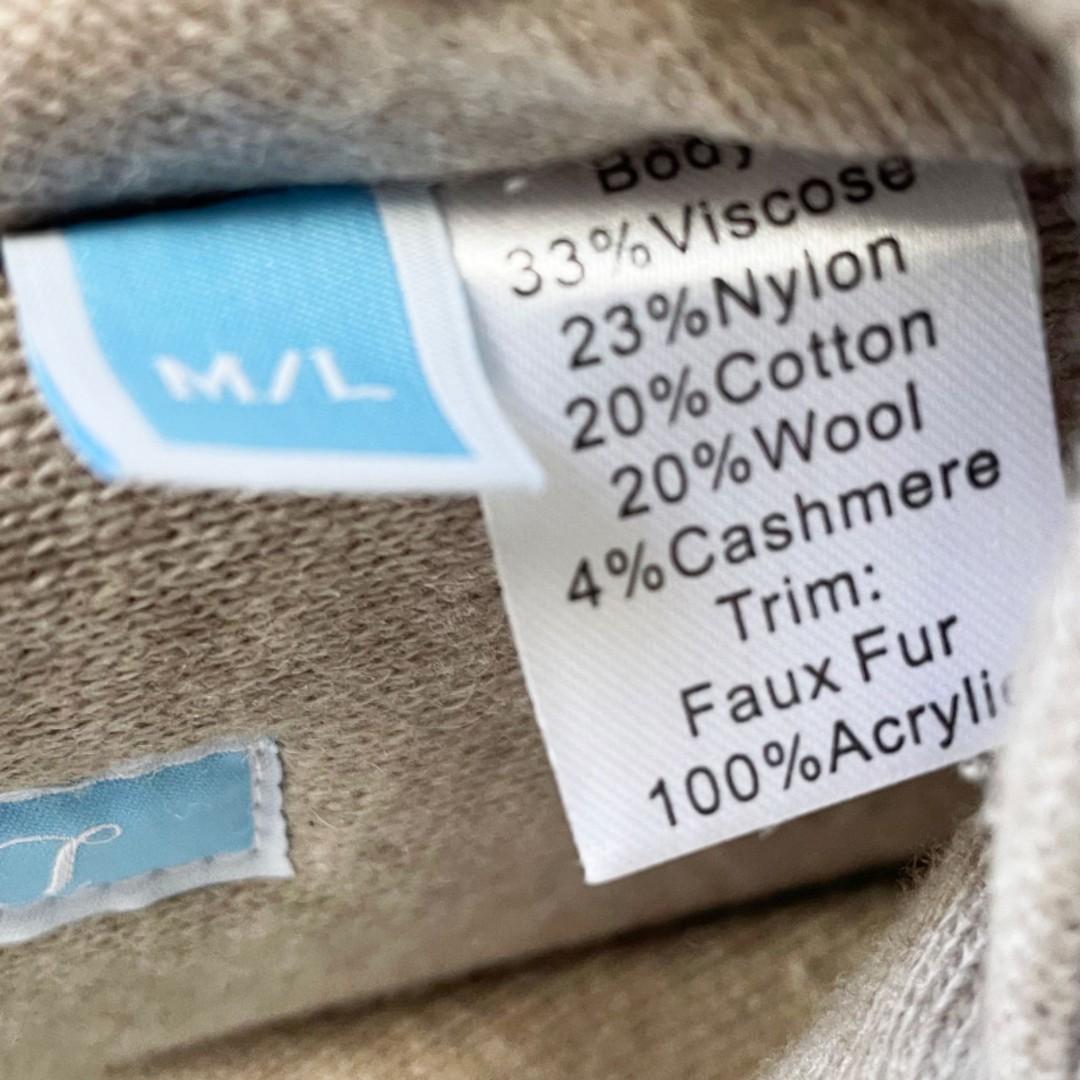 M/L
Body
33%Viscose
23%Nylon
20%Cotton
20%Wool
4%Cashmere
Trim:
Faux Fur
100%Acrylic